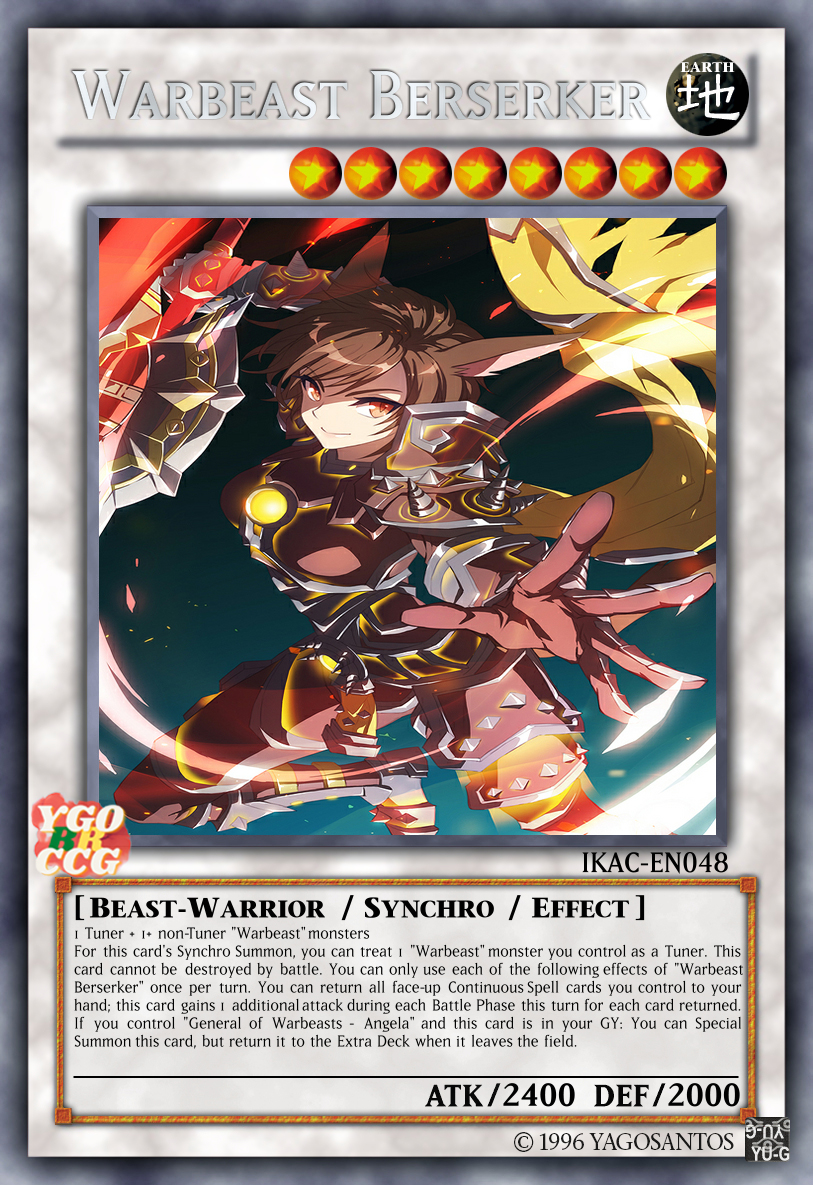 WARBEAST BERSERKER
EARTH
地
YGO
BR
CCG
IKAC-EN048
[ BEAST-WARRIOR / SYNCHRO / EFFECT ]
1 Tuner + 1+ non-Tuner "Warbeast" monsters
For this card's Synchro Summon, you can treat 1 "Warbeast" monster you control as a Tuner. This
card cannot be destroyed by battle. You can only use each of the following effects of "Warbeast
Berserker" once per turn. You can return all face-up Continuous Spell cards you control to your
hand; this card gains 1 additional attack during each Battle Phase this turn for each card returned.
If you control "General of Warbeasts - Angela" and this card is in your GY: You can Special
Summon this card, but return it to the Extra Deck when it leaves the field.
ATK/2400 DEF/2000
© 1996 YAGOSANTOS
YU-G